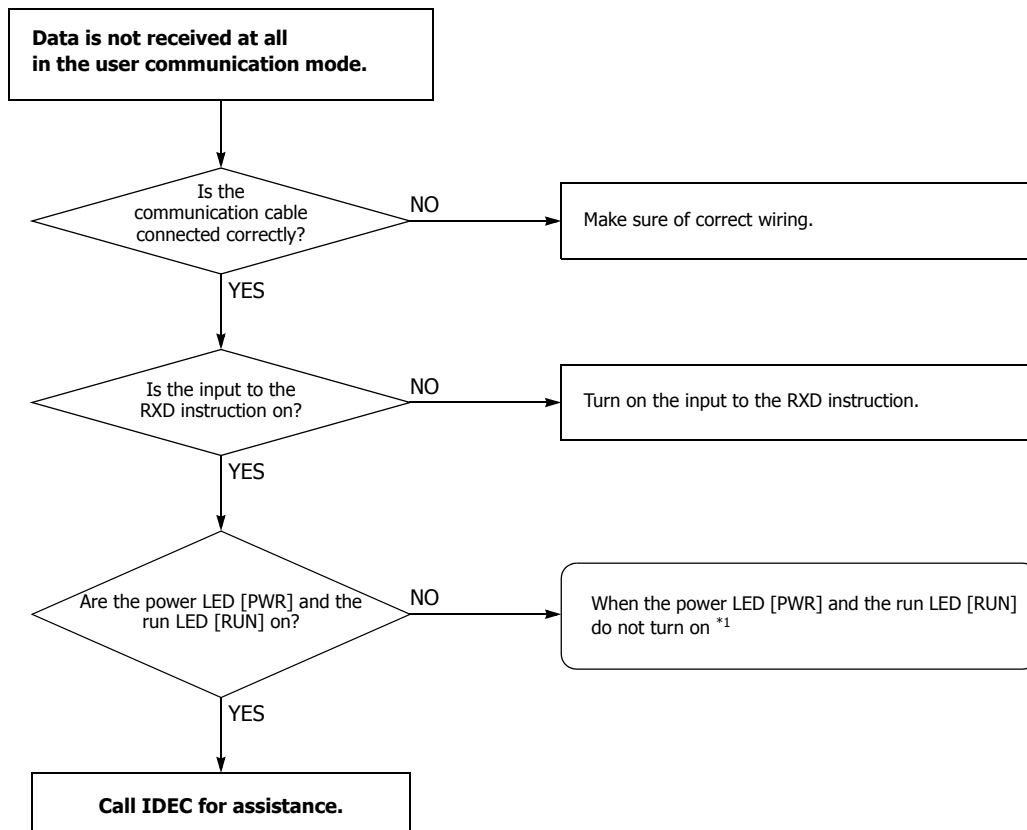 Data is not received at all
in the user communication mode.
Is the
communication cable
connected correctly?
NO
Make sure of correct wiring.
YES
Is the input to the
RXD instruction on?
NO
Turn on the input to the RXD instruction.
YES
Are the power LED [PWR] and the
run LED [RUN] on?
NO
When the power LED [PWR] and the run LED [RUN]
do not turn on *1
YES
Call IDEC for assistance.